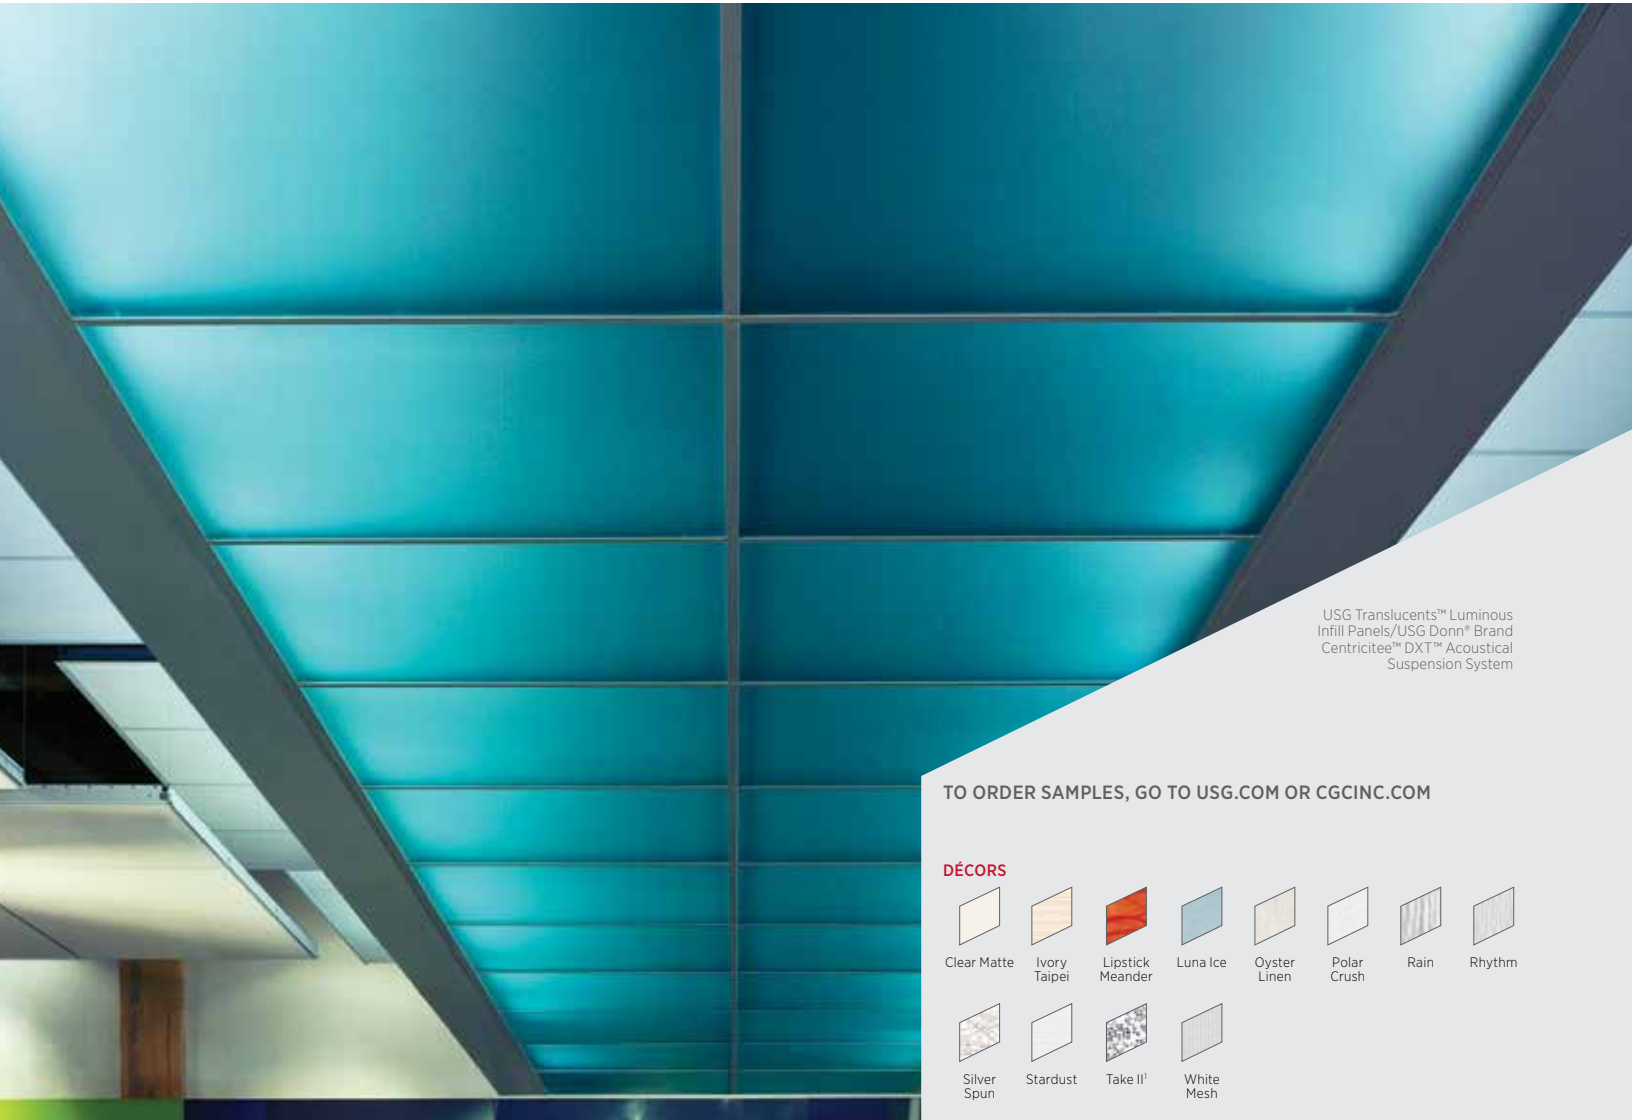 USG Translucents™ Luminous
Infill Panels/USG Donn® Brand
Centricitee™ DXT™ Acoustical
Suspension System
TO ORDER SAMPLES, GO TO USG.COM OR CGCINC.COM
DÉCORS
Clear Matte
Ivory
Taipei
Lipstick
Meander
Luna Ice
Oyster
Linen
Polar
Crush
Rain
Rhythm
Silver
Spun
Stardust
Take II¹
White
Mesh